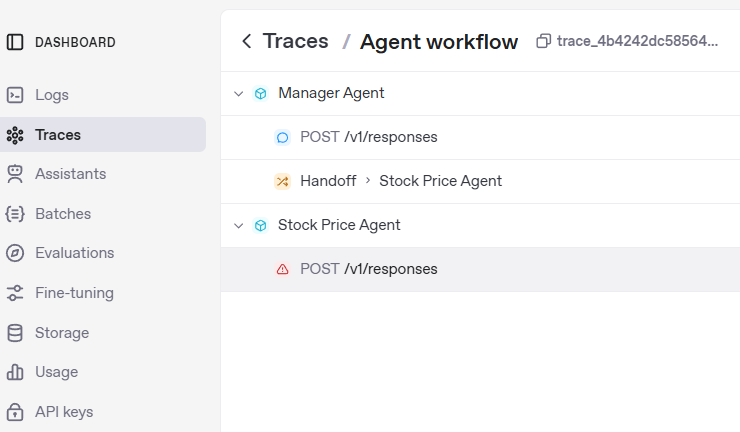 DASHBOARD
Logs
Traces
Assistants
Batches
Evaluations
Fine-tuning
Storage
Usage
API keys
Traces / Agent workflow trace_4b4242dc58564...
Manager Agent
POST /v1/responses
Handoff › Stock Price Agent
Stock Price Agent
POST /v1/responses